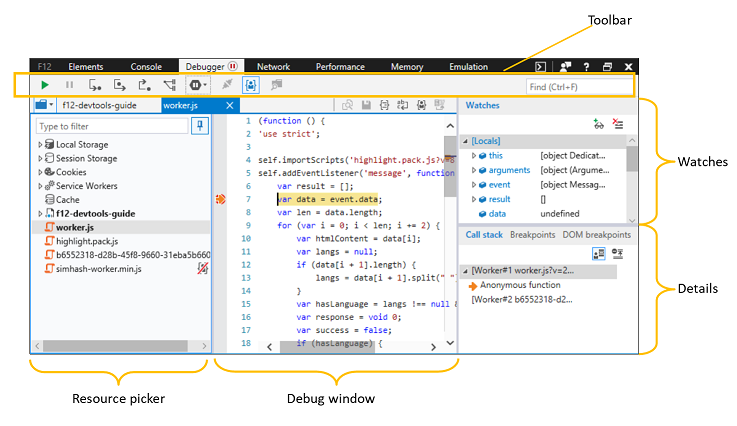 Toolbar
F12 Elements Console Debugger Network Performance Memory Emulation ?
Find (Ctrl+F)
f12-devtools-guide worker.js
Type to filter
Local Storage
Session Storage
Cookies
Service Workers
Cache
f12-devtools-guide
worker.js
highlight.pack.js
b6552318-d28b-45f8-9660-31eba5b660
simhash-worker.min.js
1 (function () {
2 'use strict';
3
4 self.importScripts('highlight.pack.js?v=6
5 self.addEventListener('message', function
6 var result = [];
7 var data = event.data;
8 var len = data.length;
9 for (var i = 0; i < len; i += 2) {
10 var htmlContent = data[i];
11 var langs = null;
12 if (data[i + 1].length) {
13 langs = data[i + 1].split(" "
14 }
15 var hasLanguage = langs !== null &
16 var response = void 0;
17 var success = false;
18 if (hasLanguage) {
Watches
[Locals]
this [object Dedicat...
arguments [object (Argume...
event [object Messag...
result []
data undefined
Call stack Breakpoints DOM breakpoints
[Worker#1 worker.js?v=2...
Anonymous function
[Worker#2 b6552318-d2...
Watches
Details
Resource picker
Debug window